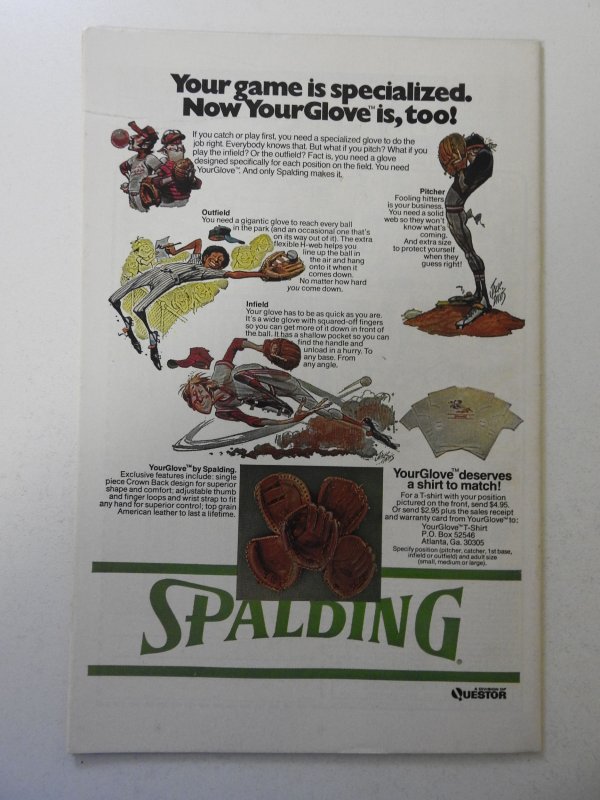 Your game is specialized.
Now YourGlove™ is, too!
If you catch or play first, you need a specialized glove to do the
job right. Everybody knows that. But what if you pitch? What if you
play the infield? Or the outfield? Fact is, you need a glove
designed specifically for each position on the field. You need
YourGlove™. And only Spalding makes it.
Pitcher
Fooling hitters
is your business.
You need a solid
web so they won't
know what's
coming.
And extra size
to protect yourself
when they
guess right!
Outfield
You need a gigantic glove to reach every ball
in the park (and an occasional one that's
on its way out of it). The extra
flexible H-web helps you
line up the ball in
the air and hang
onto it when it
comes down.
No matter how hard
you come down.
Infield
Your glove has to be as quick as you are.
It's a wide glove with squared-off fingers
so you can get more of it down in front of
the ball. It has a shallow pocket so you can
find the handle and
unload in a hurry. To
any base. From
any angle.
YourGlove™ by Spalding.
Exclusive features include: single
piece Crown Back design for superior
shape and comfort; adjustable thumb
and finger loops and wrist strap to fit
any hand for superior control; top grain
American leather to last a lifetime.
YourGlove™ deserves
a shirt to match!
For a T-shirt with your position
pictured on the front, send $4.95.
Or send $2.95 plus the sales receipt
and warranty card from YourGlove™ to:
YourGlove™ T-Shirt
P.O. Box 52546
Atlanta, Ga. 30305
Specify position (pitcher, catcher, 1st base,
infield or outfield) and adult size
(small, medium or large).
SPALDING®
A DIVISION OF
QUESTOR